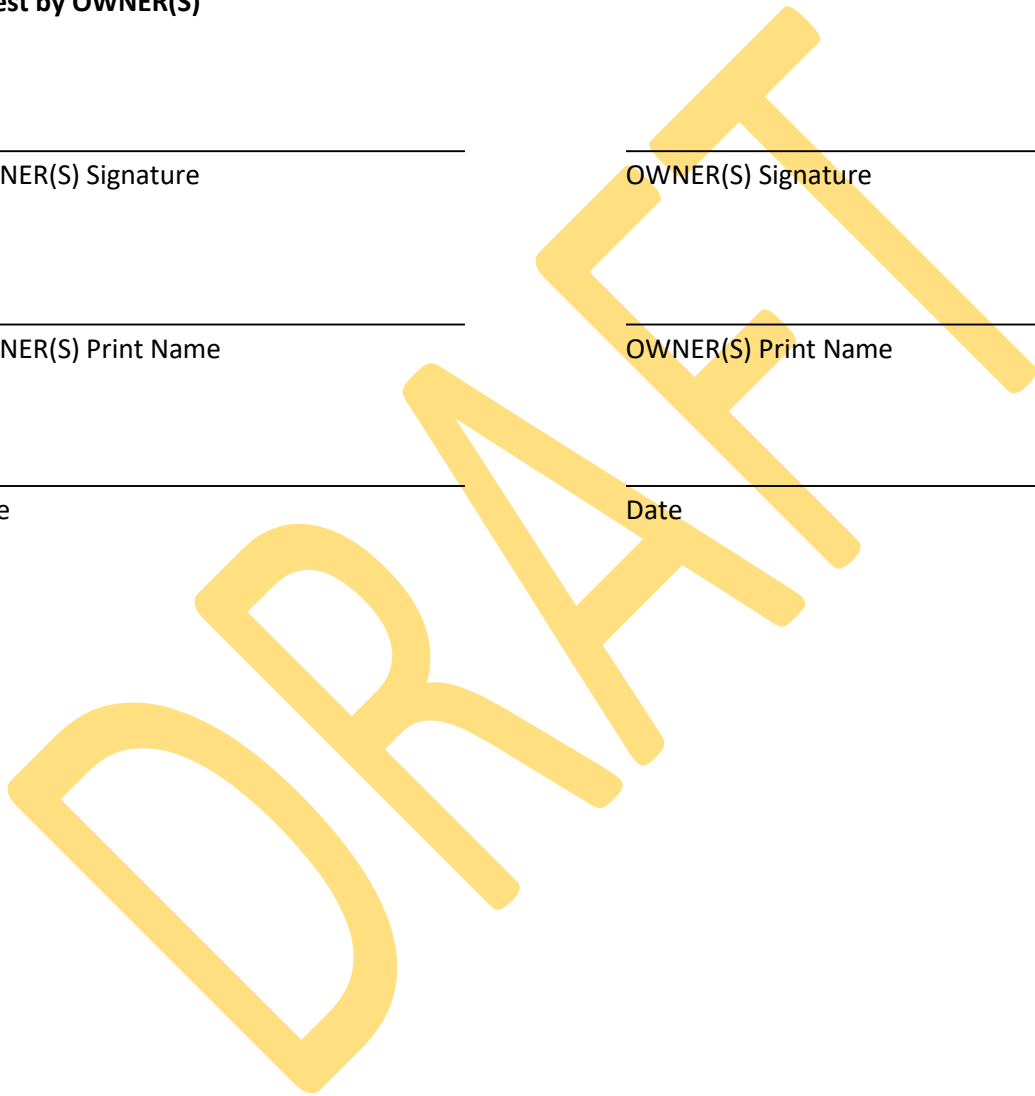 est by OWNER(S)
NER(S) Signature OWNER(S) Signature
NER(S) Print Name OWNER(S) Print Name
e Date
DRAFT